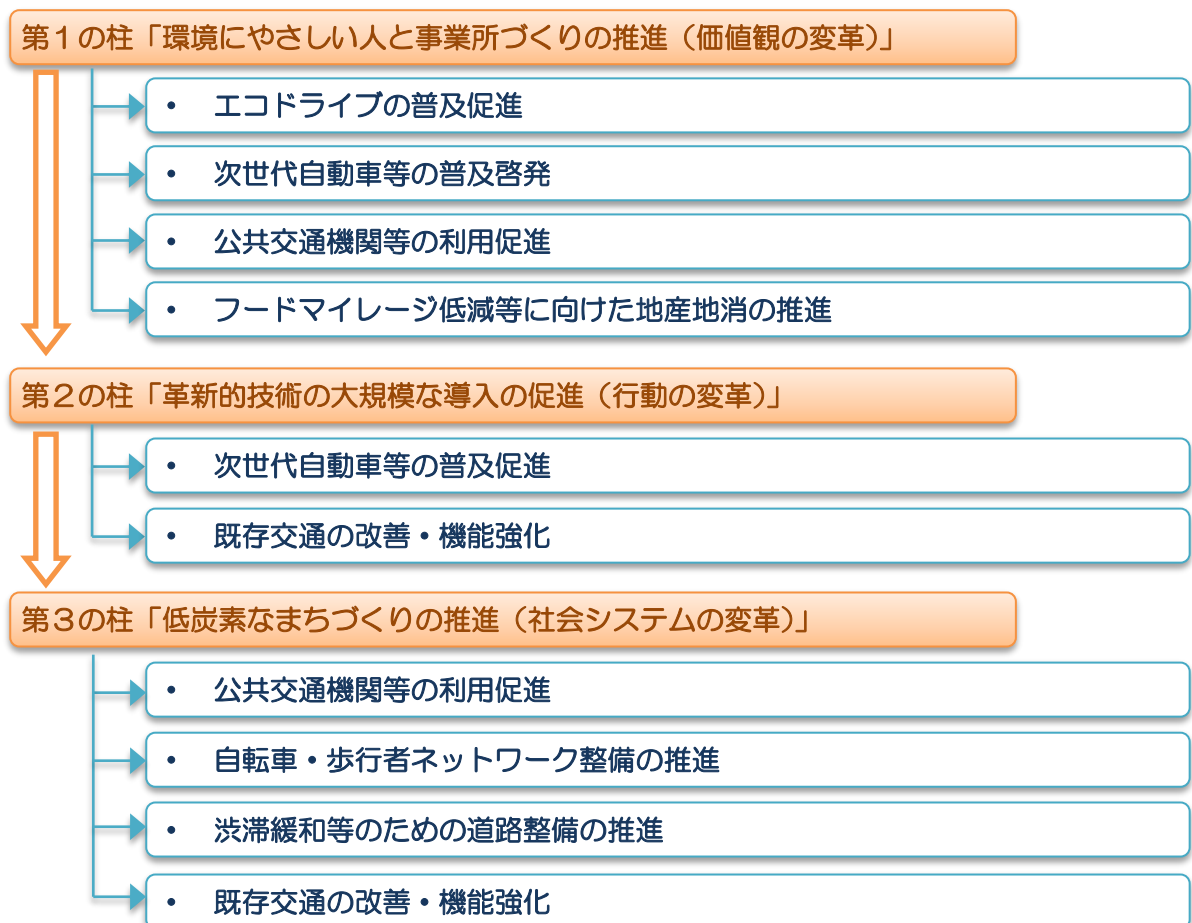 第１の柱「環境にやさしい人と事業所づくりの推進（価値観の変革）」
• エコドライブの普及促進
• 次世代自動車等の普及啓発
• 公共交通機関等の利用促進
• フードマイレージ低減等に向けた地産地消の推進
第２の柱「革新的技術の大規模な導入の促進（行動の変革）」
• 次世代自動車等の普及促進
• 既存交通の改善・機能強化
第３の柱「低炭素なまちづくりの推進（社会システムの変革）」
• 公共交通機関等の利用促進
• 自転車・歩行者ネットワーク整備の推進
• 渋滞緩和等のための道路整備の推進
• 既存交通の改善・機能強化